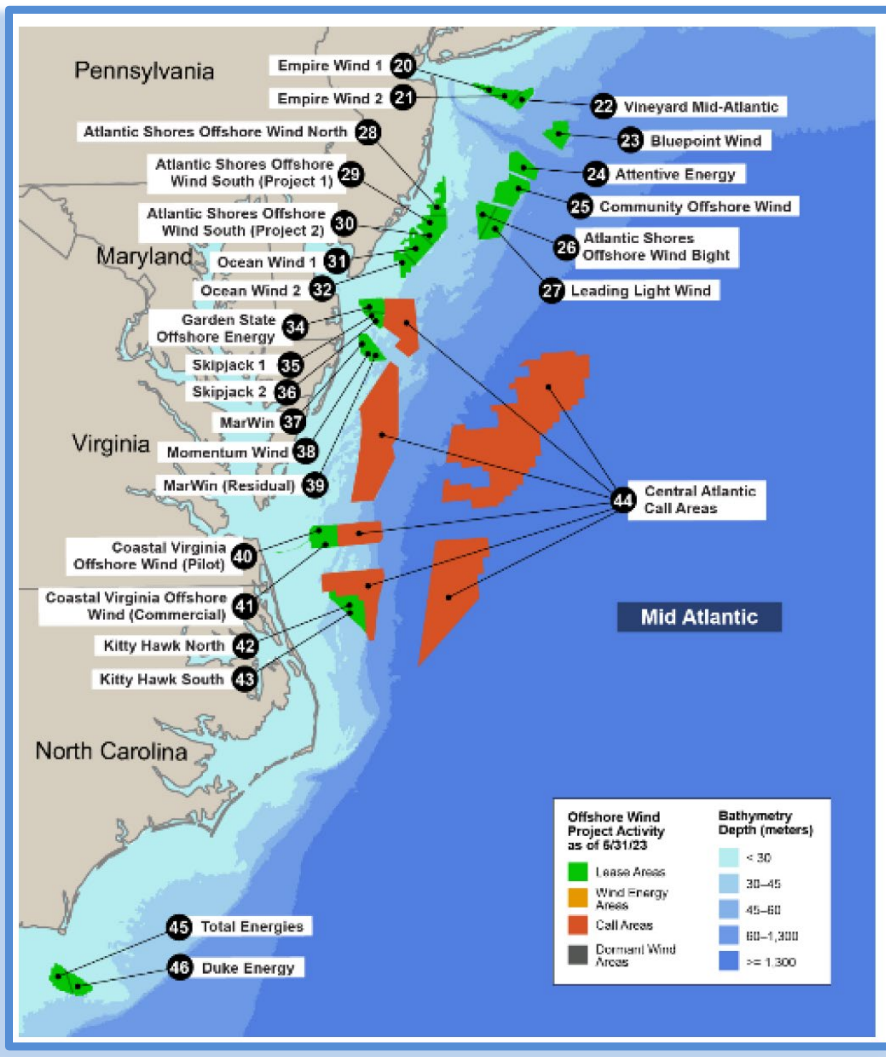 Pennsylvania
Empire Wind 1 20
Empire Wind 2 21
22 Vineyard Mid-Atlantic
Atlantic Shores Offshore Wind North 28
23 Bluepoint Wind
Atlantic Shores Offshore
Wind South (Project 1) 29
24 Attentive Energy
25 Community Offshore Wind
Atlantic Shores Offshore
Wind South (Project 2) 30
26 Atlantic Shores
Offshore Wind Bight
Maryland
Ocean Wind 1 31
Ocean Wind 2 32
27 Leading Light Wind
Garden State
Offshore Energy 34
Skipjack 1 35
Skipjack 2 36
MarWin 37
Virginia
Momentum Wind 38
MarWin (Residual) 39
44 Central Atlantic
Call Areas
Coastal Virginia
Offshore Wind (Pilot) 40
Coastal Virginia Offshore
Wind (Commercial) 41
Mid Atlantic
Kitty Hawk North 42
Kitty Hawk South 43
North Carolina
45 Total Energies
46 Duke Energy
Offshore Wind
Project Activity
as of 5/31/23
Lease Areas
Wind Energy
Areas
Call Areas
Dormant Wind
Areas
Bathymetry
Depth (meters)
< 30
30–45
45–60
60–1,300
>= 1,300